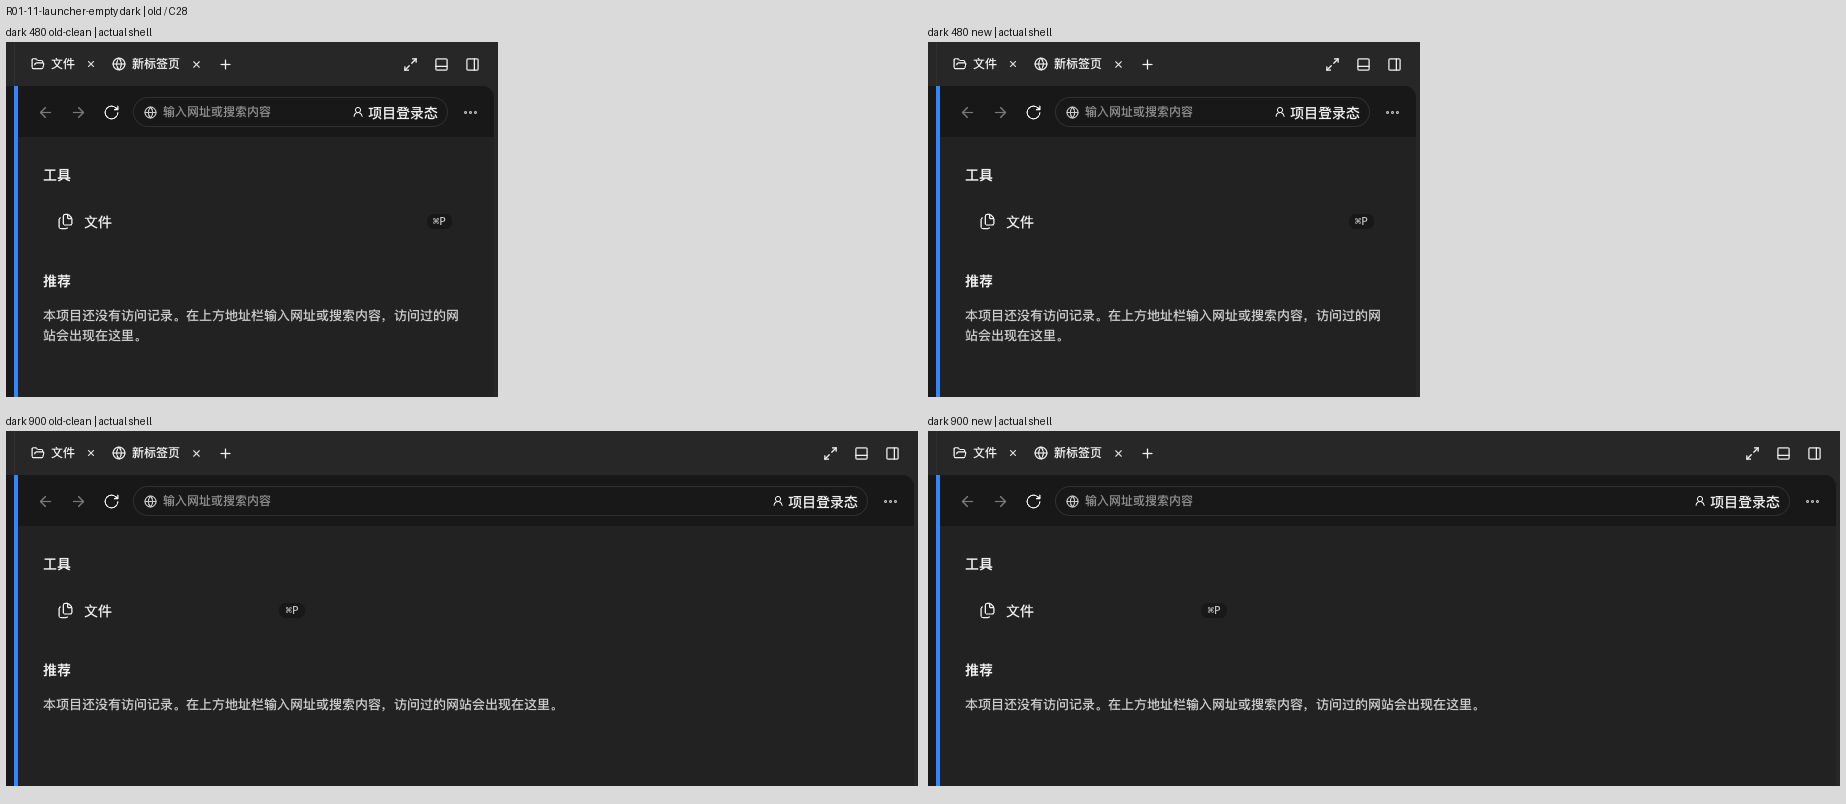 R01-11-launcher-empty dark | old / C28
dark 480 old-clean | actual shell
文件 × 新标签页 × +
输入网址或搜索内容 项目登录态
工具
文件 ⌘P
推荐
本项目还没有访问记录。在上方地址栏输入网址或搜索内容，访问过的网
站会出现在这里。
dark 480 new | actual shell
文件 × 新标签页 × +
输入网址或搜索内容 项目登录态
工具
文件 ⌘P
推荐
本项目还没有访问记录。在上方地址栏输入网址或搜索内容，访问过的网
站会出现在这里。
dark 900 old-clean | actual shell
文件 × 新标签页 × +
输入网址或搜索内容 项目登录态
工具
文件 ⌘P
推荐
本项目还没有访问记录。在上方地址栏输入网址或搜索内容，访问过的网站会出现在这里。
dark 900 new | actual shell
文件 × 新标签页 × +
输入网址或搜索内容 项目登录态
工具
文件 ⌘P
推荐
本项目还没有访问记录。在上方地址栏输入网址或搜索内容，访问过的网站会出现在这里。